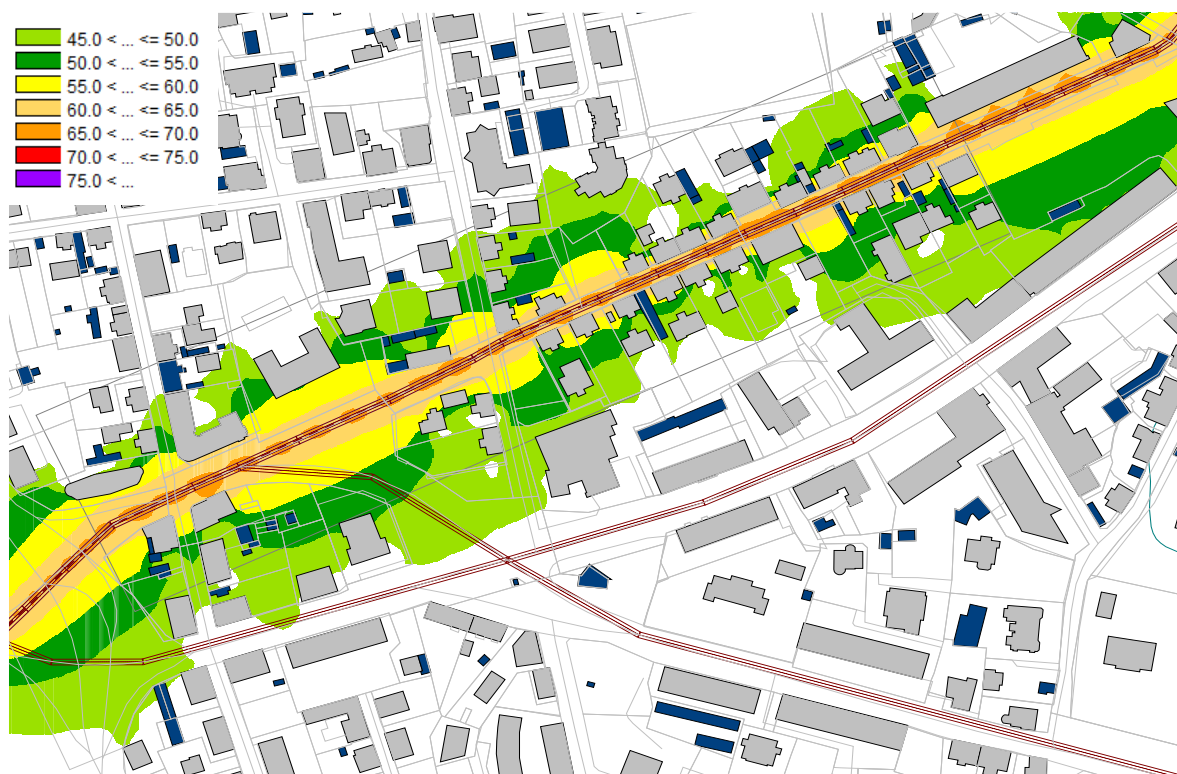 45.0 < ... <= 50.0
50.0 < ... <= 55.0
55.0 < ... <= 60.0
60.0 < ... <= 65.0
65.0 < ... <= 70.0
70.0 < ... <= 75.0
75.0 < ...